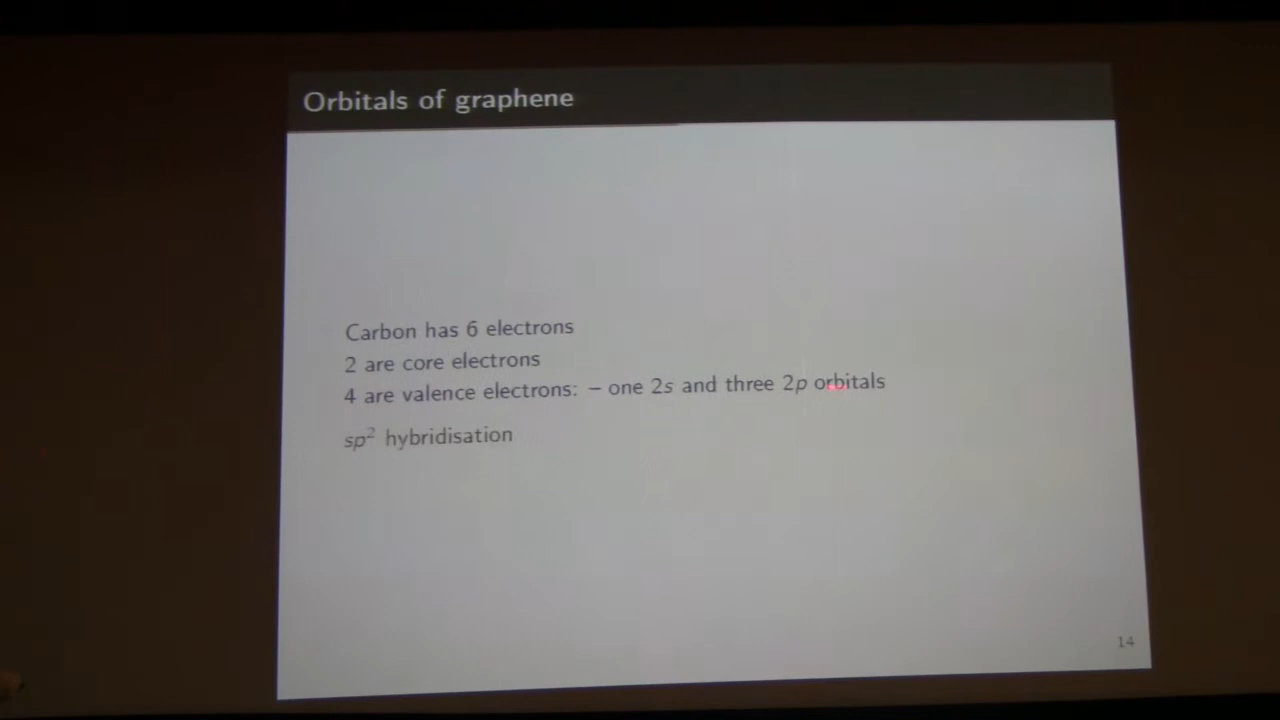 Orbitals of graphene
Carbon has 6 electrons
2 are core electrons
4 are valence electrons: – one 2s and three 2p orbitals
sp² hybridisation
14